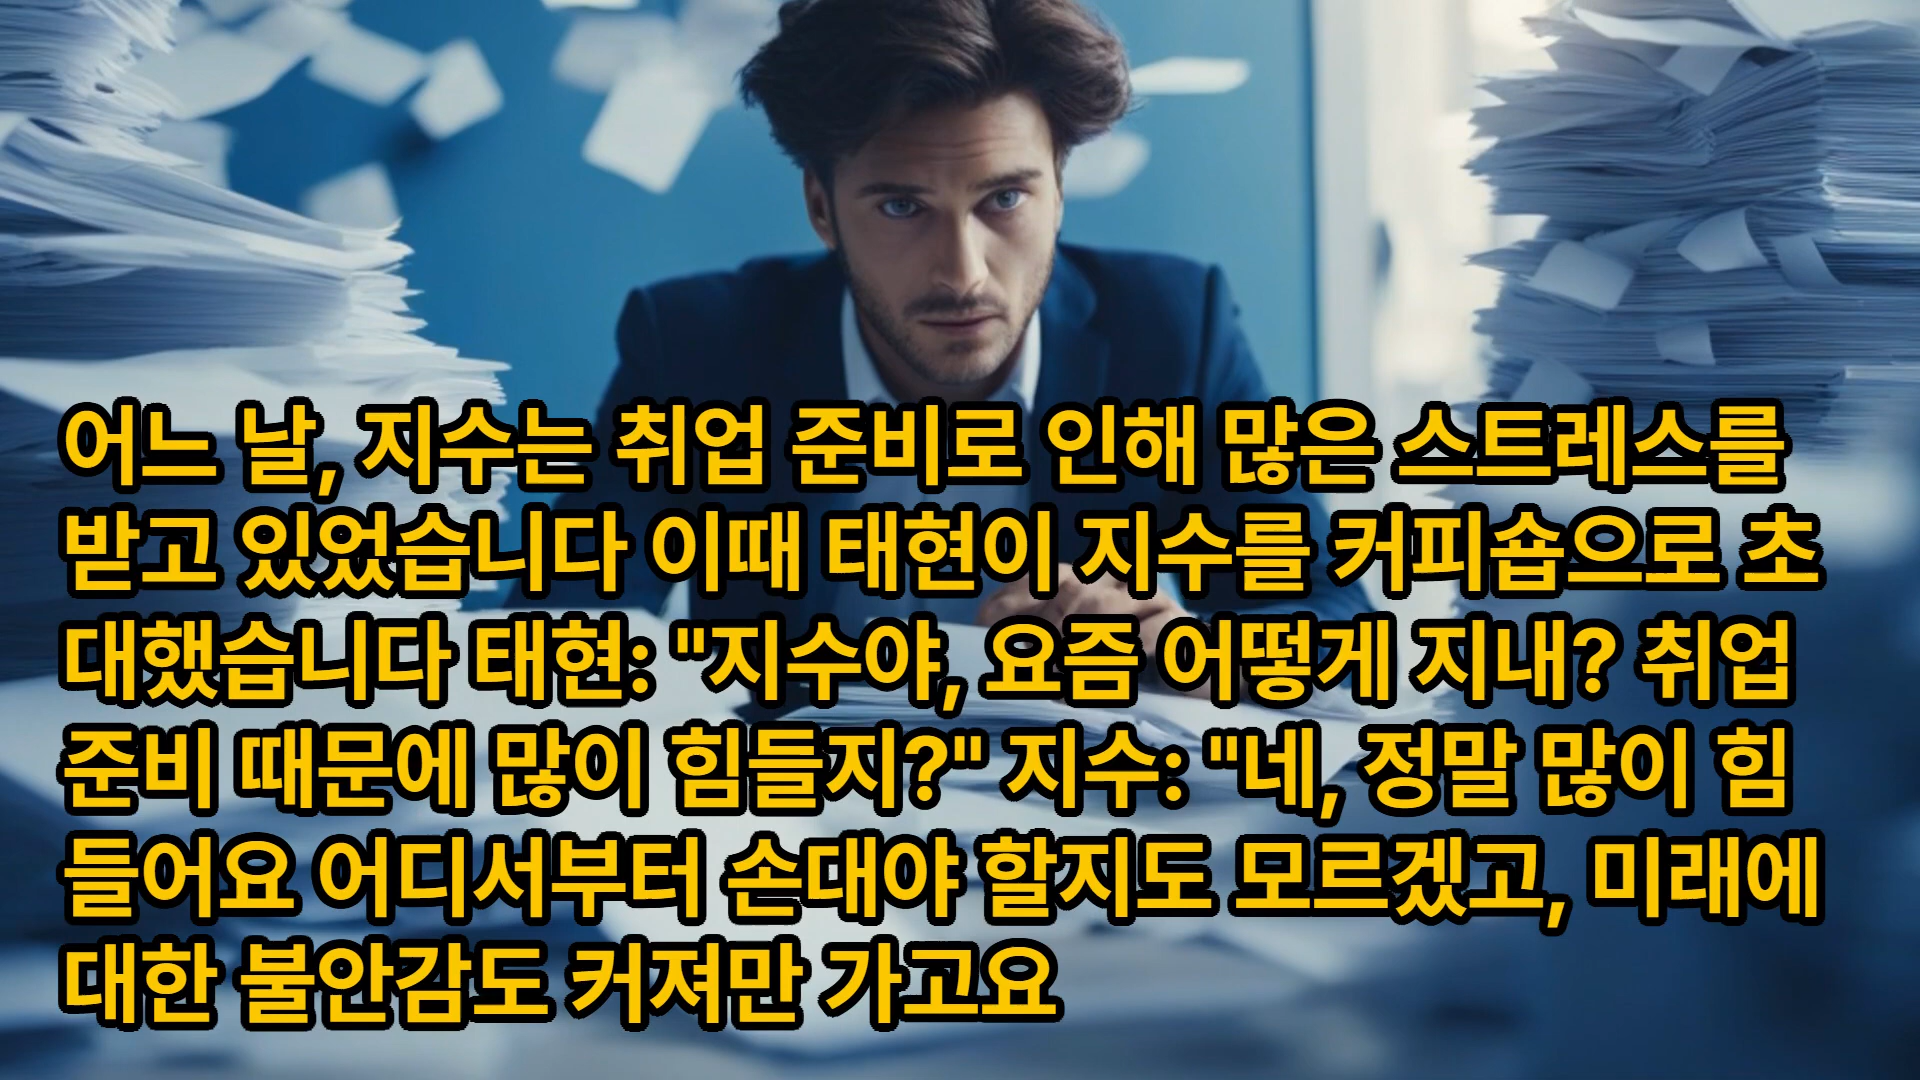 어느 날, 지수는 취업 준비로 인해 많은 스트레스를
받고 있었습니다 이때 태현이 지수를 커피숍으로 초
대했습니다 태현: "지수야, 요즘 어떻게 지내? 취업
준비 때문에 많이 힘들지?" 지수: "네, 정말 많이 힘
들어요 어디서부터 손대야 할지도 모르겠고, 미래에
대한 불안감도 커져만 가고요